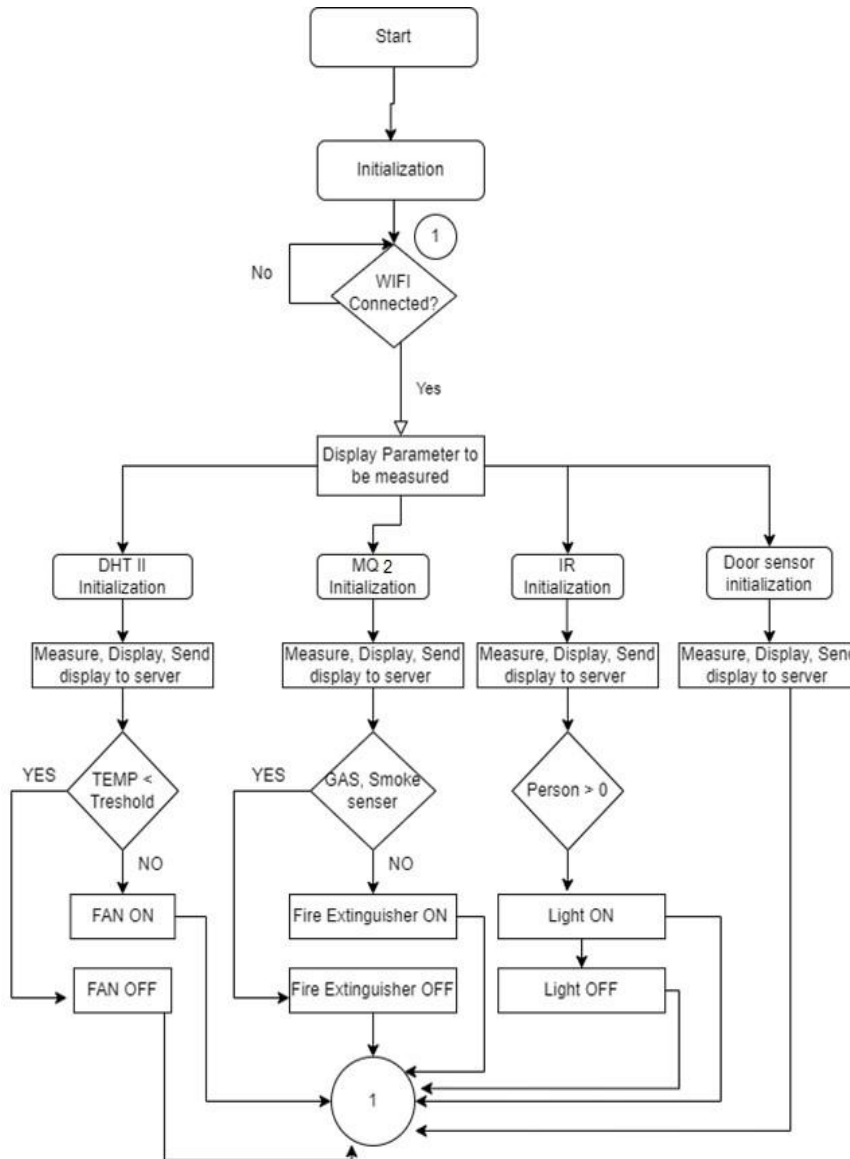 Start
Initialization
1
No
WIFI
Connected?
Yes
Display Parameter to
be measured
DHT II
Initialization
MQ 2
Initialization
IR
Initialization
Door sensor
initialization
Measure, Display, Send
display to server
Measure, Display, Send
display to server
Measure, Display, Send
display to server
Measure, Display, Send
display to server
YES
TEMP <
Treshold
NO
YES
GAS, Smoke
senser
NO
Person > 0
FAN ON
Fire Extinguisher ON
Light ON
FAN OFF
Fire Extinguisher OFF
Light OFF
1